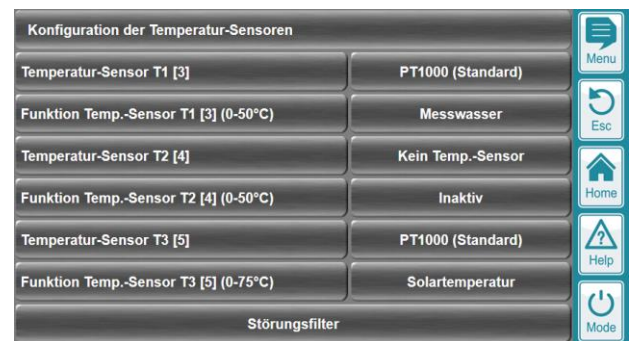 Konfiguration der Temperatur-Sensoren
Menu
Temperatur-Sensor T1 [3] PT1000 (Standard)
Funktion Temp.-Sensor T1 [3] (0-50°C) Messwasser
Esc
Temperatur-Sensor T2 [4] Kein Temp.-Sensor
Funktion Temp.-Sensor T2 [4] (0-50°C) Inaktiv
Home
Temperatur-Sensor T3 [5] PT1000 (Standard)
?
Help
Funktion Temp.-Sensor T3 [5] (0-75°C) Solartemperatur
Störungsfilter
Mode